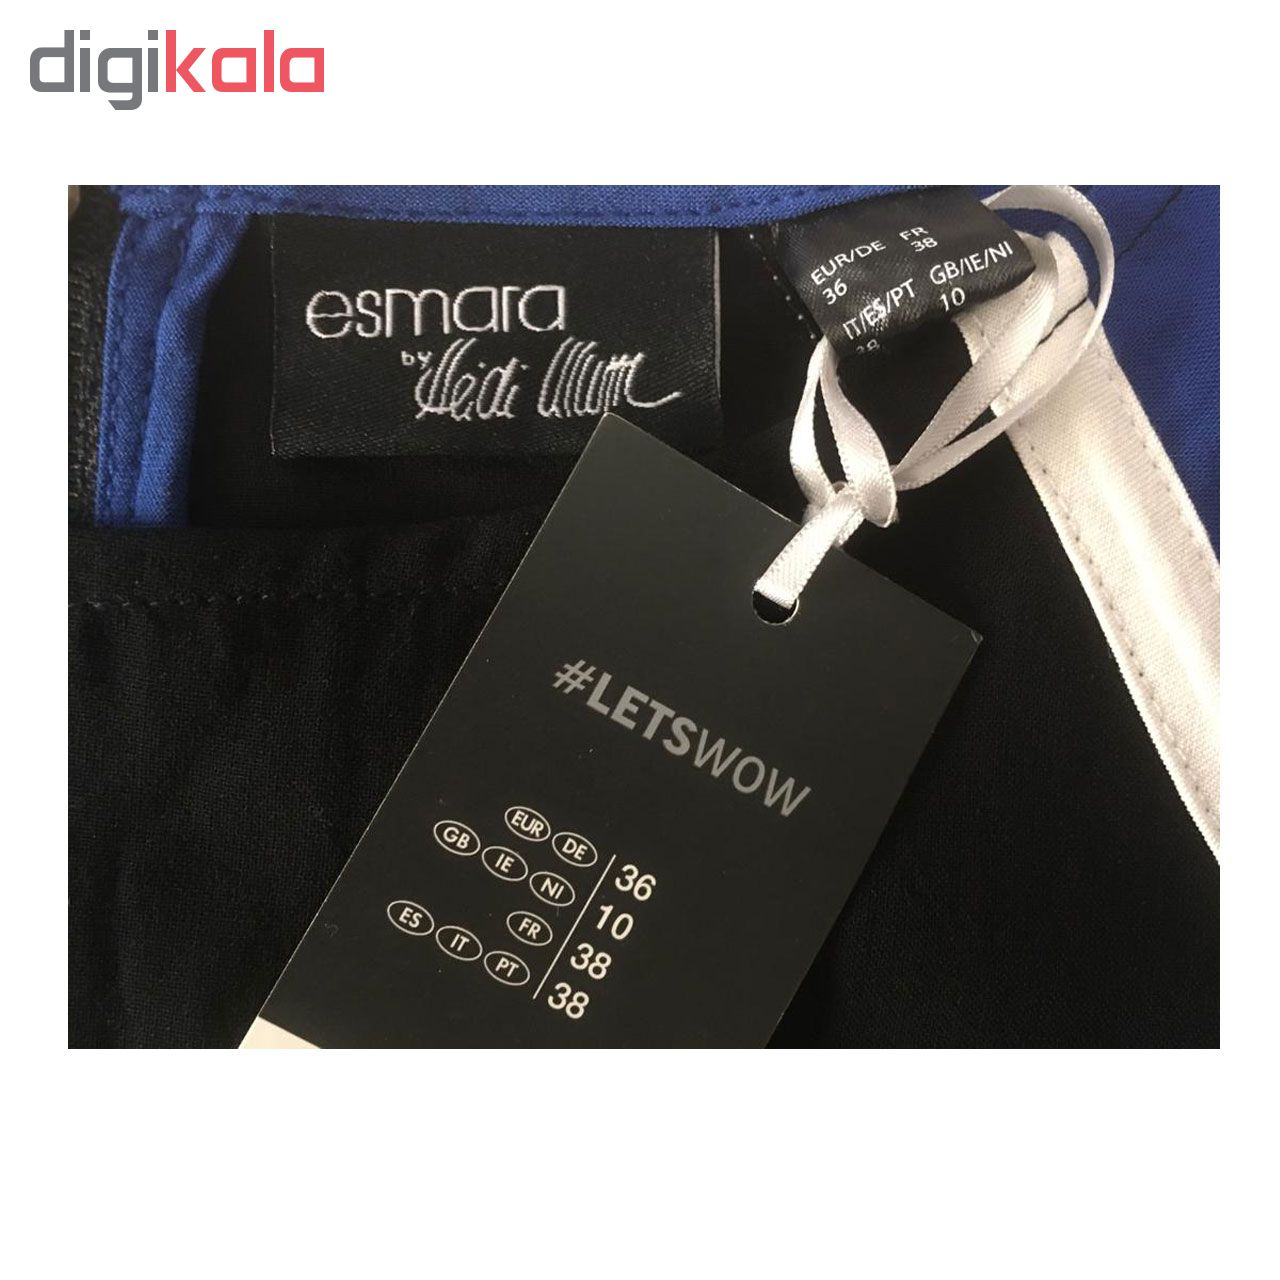 digikala
esmara
by Heidi Klum
EUR/DE FR
36 38
IT/ES/PT GB/IE/NI
38 10
#LETSWOW
EUR DE 36
GB IE NI 10
FR 38
ES IT PT 38